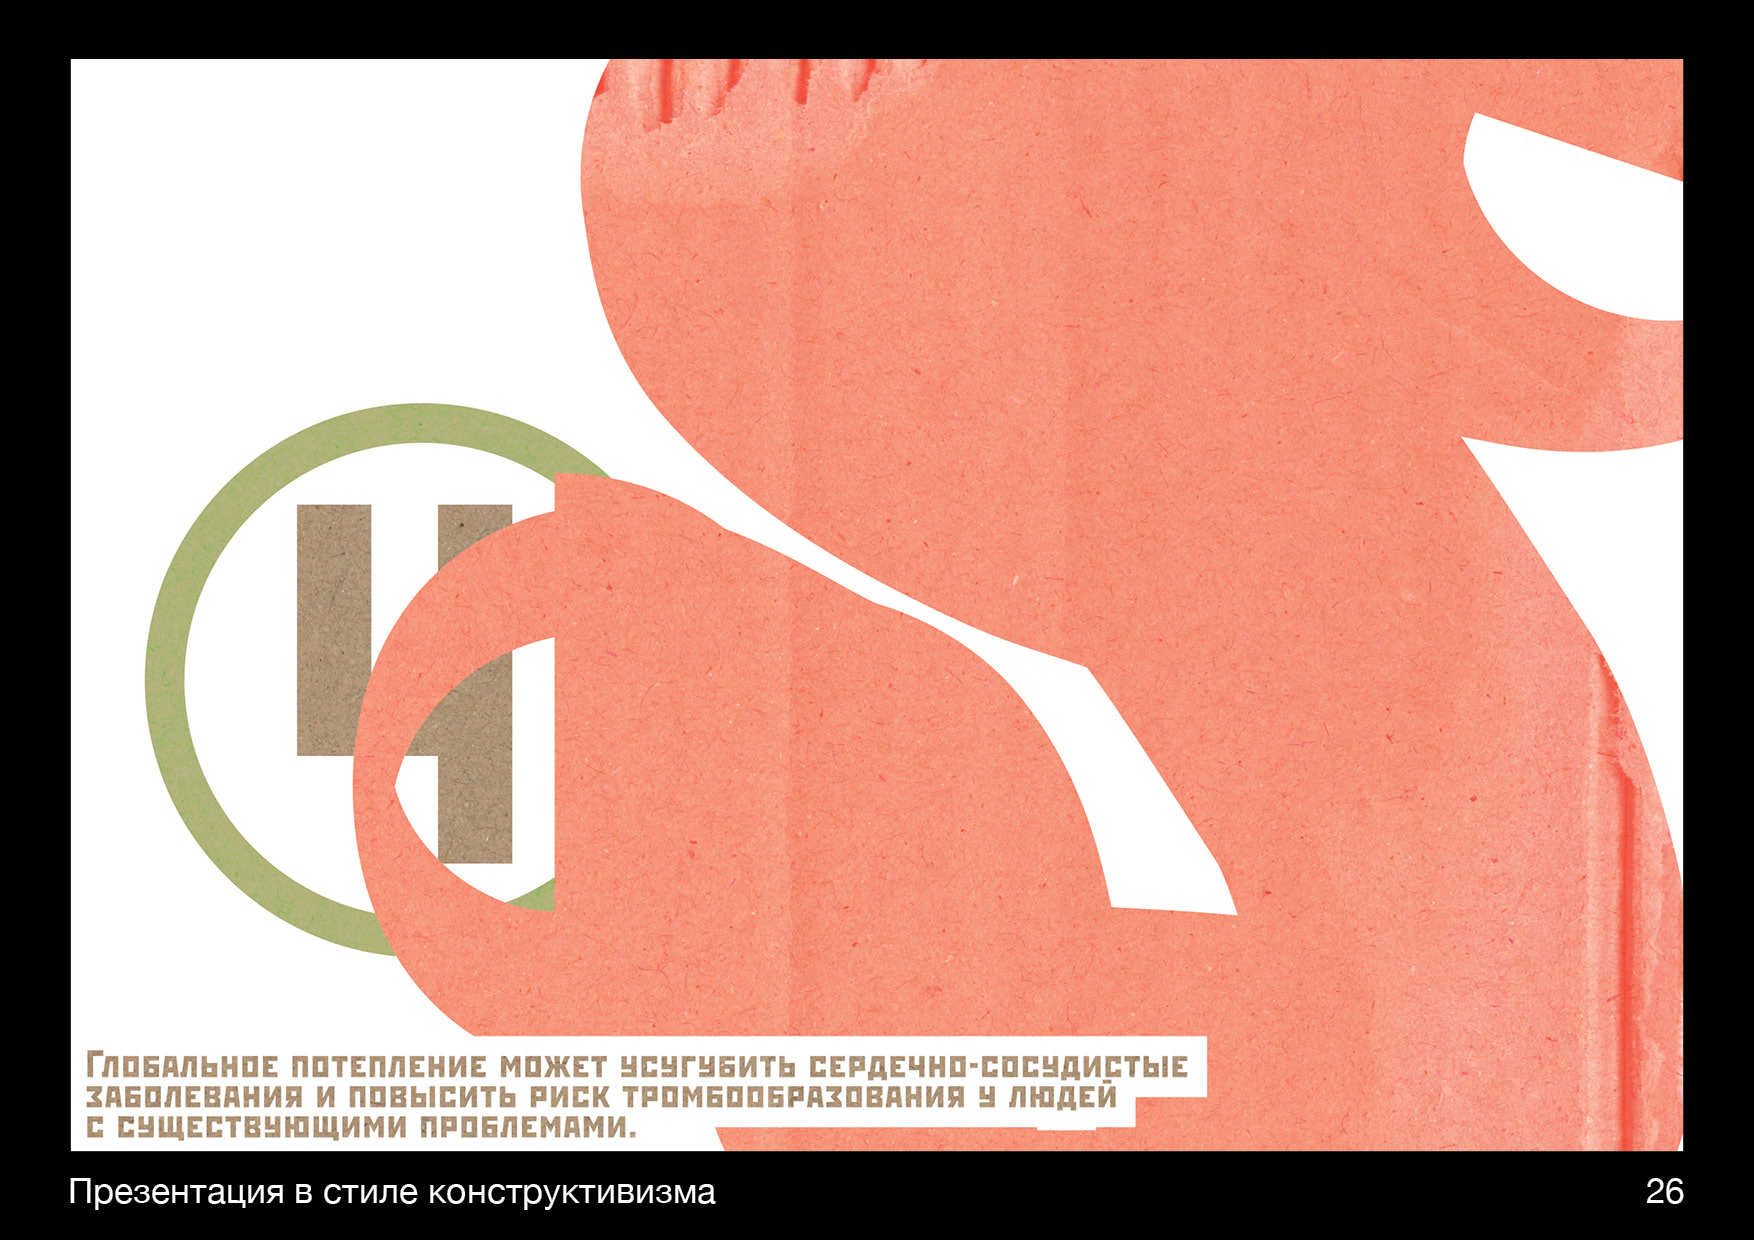 Ч
Глобальное потепление может усугубить сердечно-сосудистые
заболевания и повысить риск тромбообразования у людей
с существующими проблемами.
Презентация в стиле конструктивизма
26